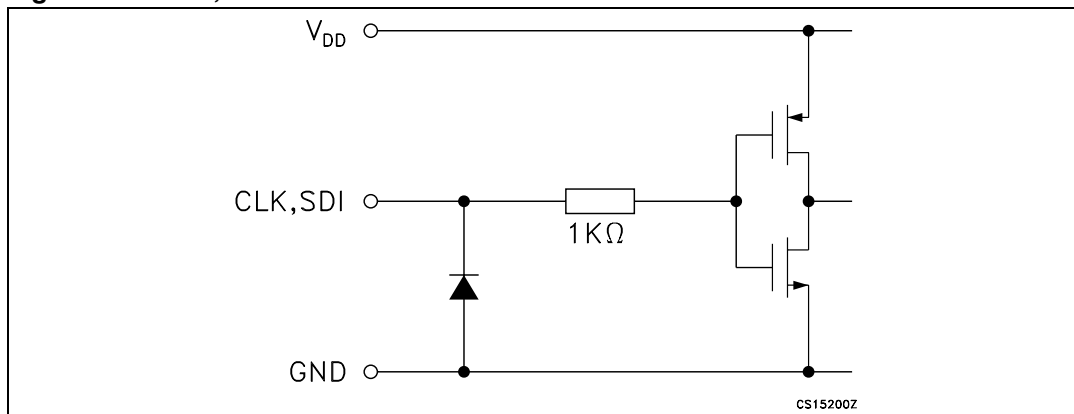 V_DD
CLK,SDI
1KΩ
GND
CS15200Z